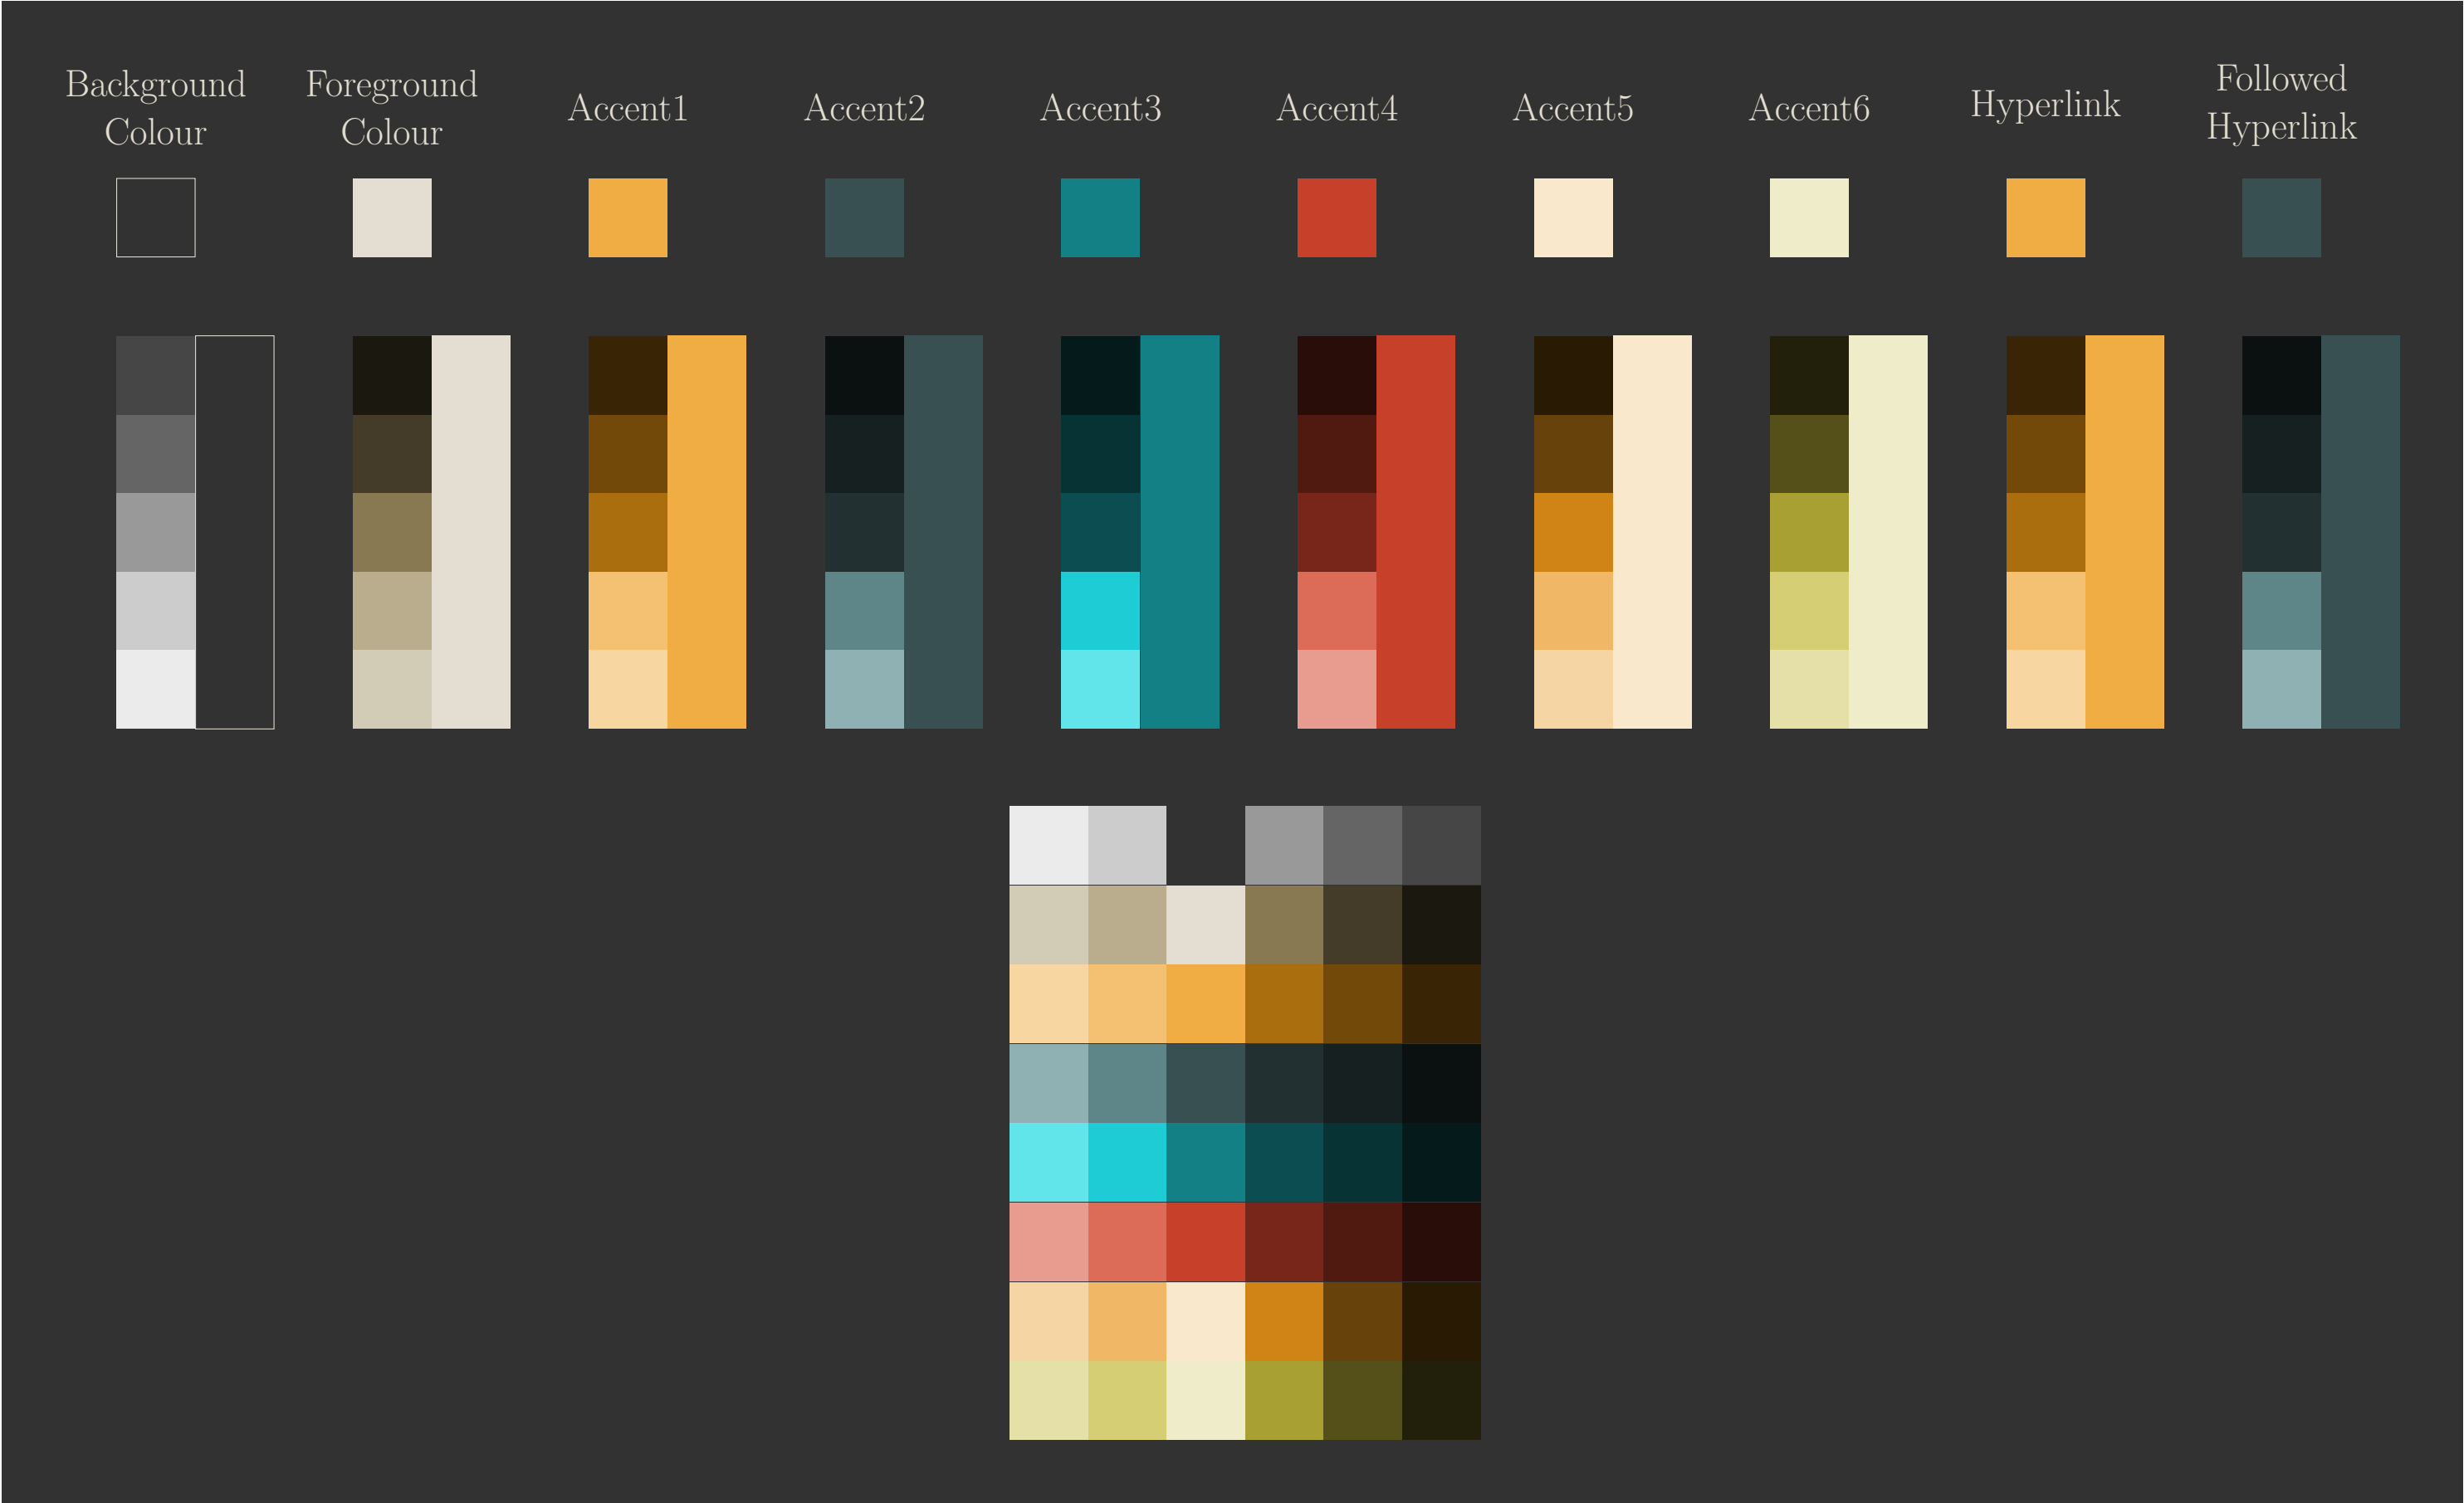 Background
Colour
Foreground
Colour
Accent1
Accent2
Accent3
Accent4
Accent5
Accent6
Hyperlink
Followed
Hyperlink